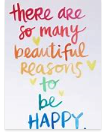 there are
so many
beautiful
reasons
to
be
HAPPY.